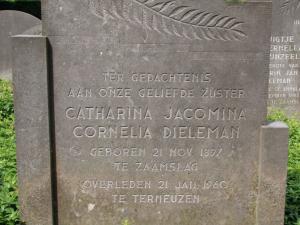 TER GEDACHTENIS
AAN ONZE GELIEFDE ZUSTER
CATHARINA JACOMINA
CORNELIA DIELEMAN
GEBOREN 21 NOV 1897
TE ZAAMSLAG
OVERLEDEN 21 JAN. 1960
TE TERNEUZEN